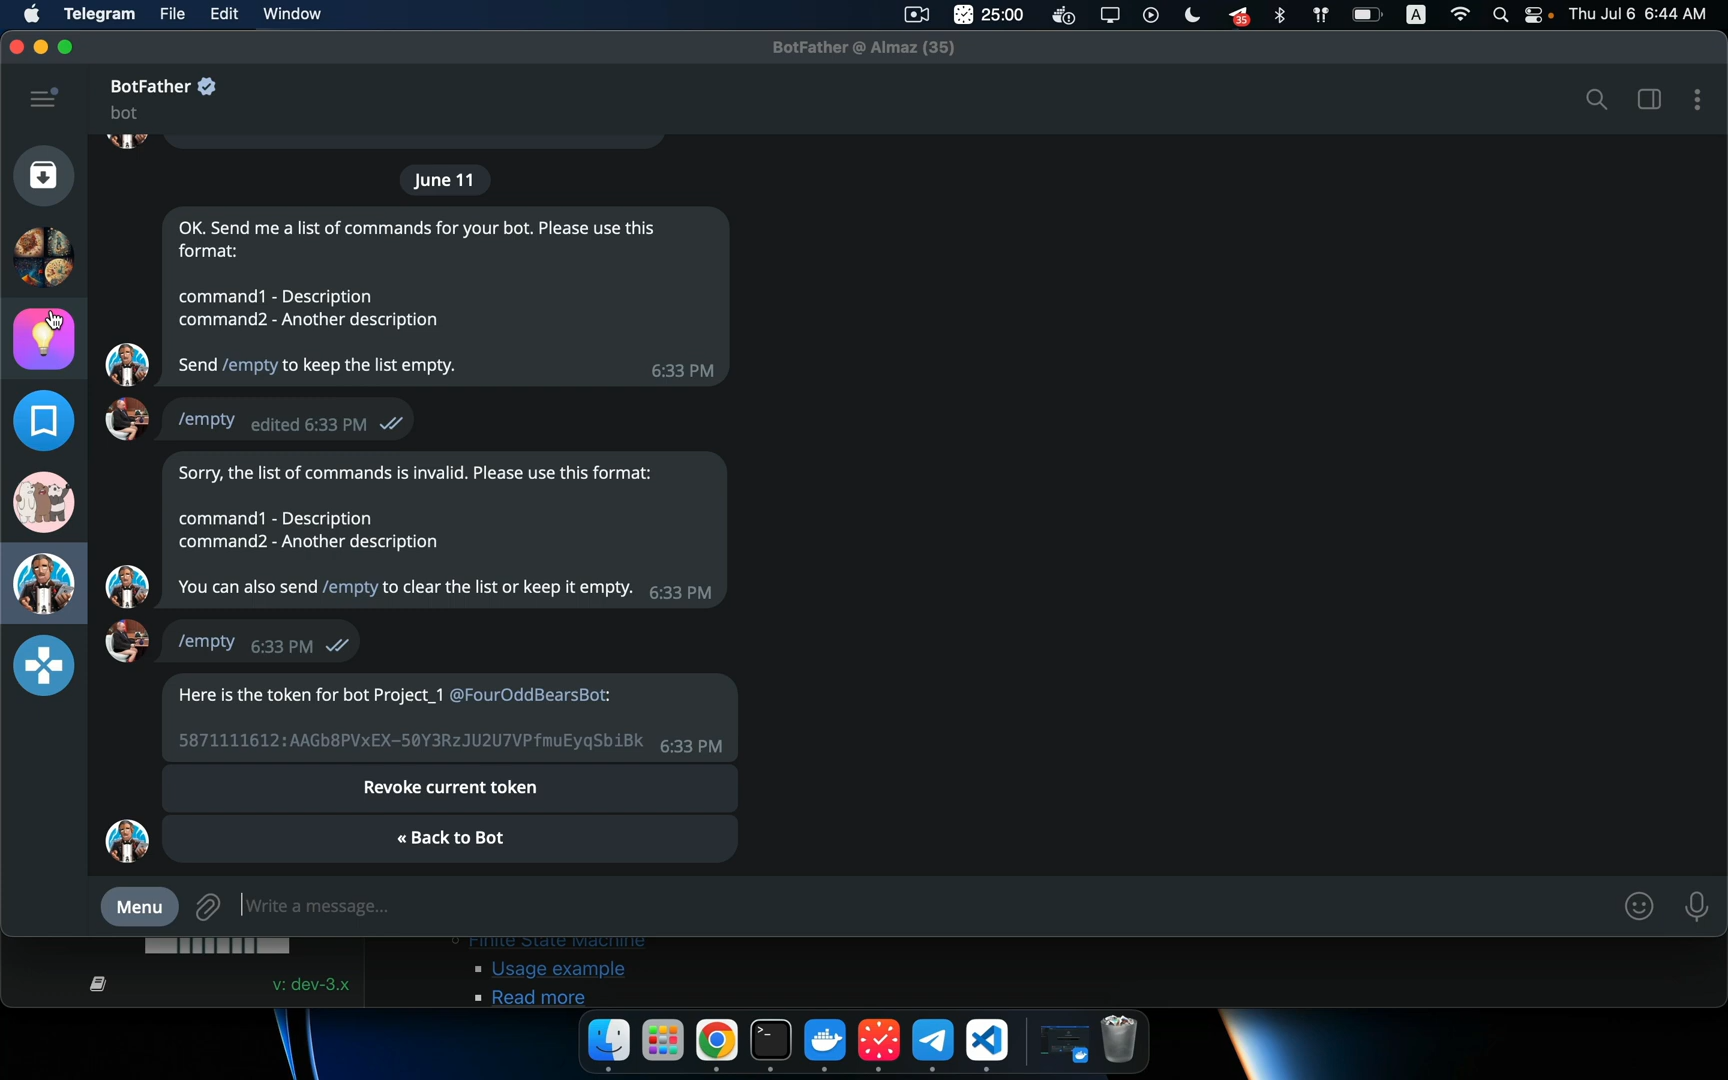 Telegram File Edit Window 25:00 35 A Thu Jul 6 6:44 AM
BotFather @ Almaz (35)
BotFather
bot
June 11
OK. Send me a list of commands for your bot. Please use this
format:
command1 - Description
command2 - Another description
Send /empty to keep the list empty. 6:33 PM
/empty edited 6:33 PM
Sorry, the list of commands is invalid. Please use this format:
command1 - Description
command2 - Another description
You can also send /empty to clear the list or keep it empty. 6:33 PM
/empty 6:33 PM
Here is the token for bot Project_1 @FourOddBearsBot:
5871111612:AAGb8PVxEX-50Y3RzJU2U7VPfmuEyqSbiBk 6:33 PM
Revoke current token
« Back to Bot
Menu Write a message...
Finite State Machine
Usage example
v: dev-3.x
Read more